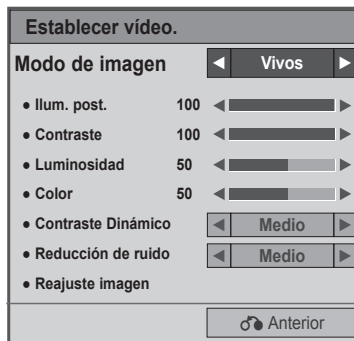 Establecer vídeo.
Modo de imagen ◄ Vivos ►
● Ilum. post. 100 ◄ ►
● Contraste 100 ◄ ►
● Luminosidad 50 ◄ ►
● Color 50 ◄ ►
● Contraste Dinámico ◄ Medio ►
● Reducción de ruido ◄ Medio ►
● Reajuste imagen
Anterior